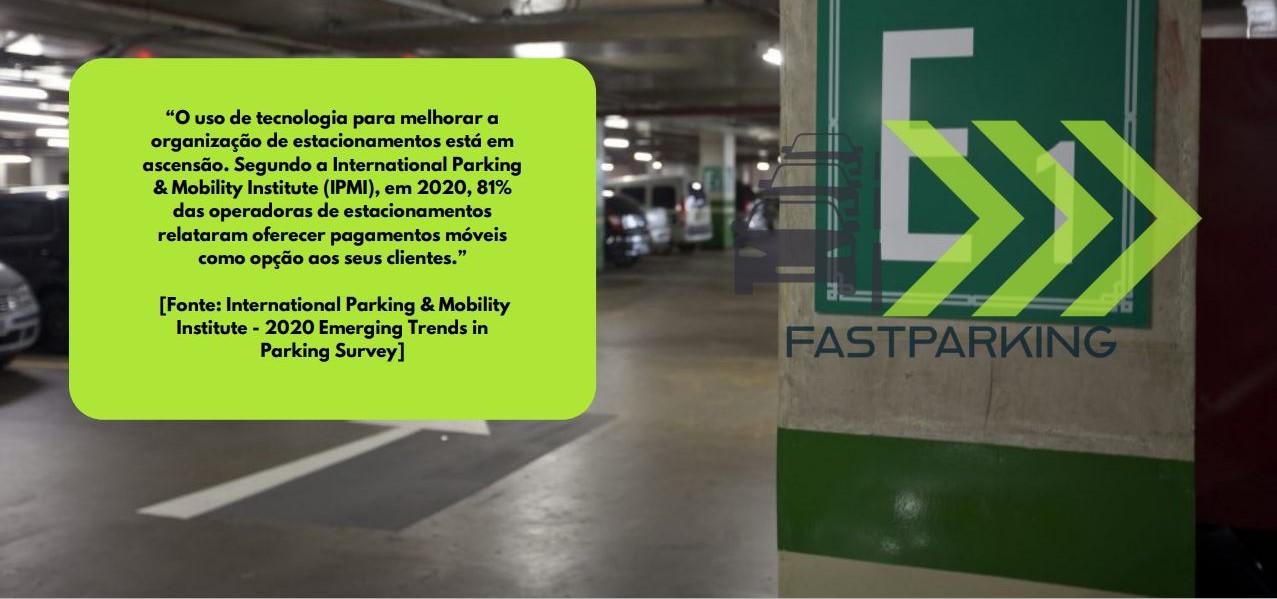 “O uso de tecnologia para melhorar a
organização de estacionamentos está em
ascensão. Segundo a International Parking
& Mobility Institute (IPMI), em 2020, 81%
das operadoras de estacionamentos
relataram oferecer pagamentos móveis
como opção aos seus clientes.”
[Fonte: International Parking & Mobility
Institute - 2020 Emerging Trends in
Parking Survey]
E1
FASTPARKING